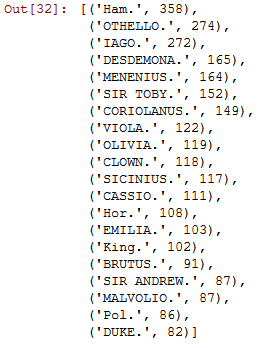 Out[32]: [('Ham.', 358),
('OTHELLO.', 274),
('IAGO.', 272),
('DESDEMONA.', 165),
('MENENIUS.', 164),
('SIR TOBY.', 152),
('CORIOLANUS.', 149),
('VIOLA.', 122),
('OLIVIA.', 119),
('CLOWN.', 118),
('SICINIUS.', 117),
('CASSIO.', 111),
('Hor.', 108),
('EMILIA.', 103),
('King.', 102),
('BRUTUS.', 91),
('SIR ANDREW.', 87),
('MALVOLIO.', 87),
('Pol.', 86),
('DUKE.', 82)]